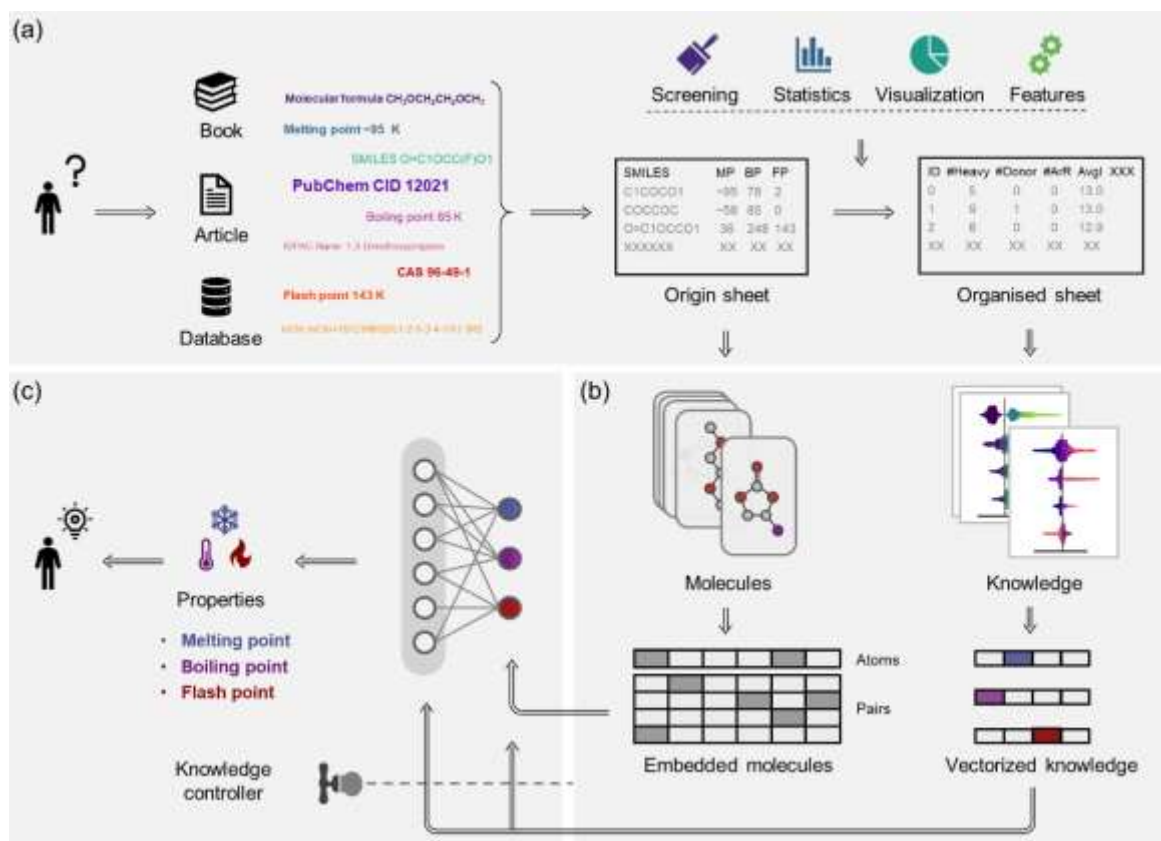 (a)
Book
Article
Database
Molecular formula CH₃OCH₂CH₂OCH₃
Melting point −95 K
SMILES O=C1OCC(F)O1
PubChem CID 12021
Boiling point 85 K
CAS 96-49-1
Flash point 143 K
Screening Statistics Visualization Features
SMILES MP BP FP
C1COCO1 −95 78 2
COCCOC −58 85 0
O=C1OCCO1 36 248 143
XXXXXX XX XX XX
Origin sheet
ID #Heavy #Donor #ArR AvgI XXX
0 5 0 0 13.0
1 6 1 0 13.0
2 6 0 0 12.9
XX XX XX XX XX
Organised sheet
(c)
Properties
• Melting point
• Boiling point
• Flash point
Knowledge
controller
(b)
Molecules
Knowledge
Atoms
Pairs
Embedded molecules
Vectorized knowledge